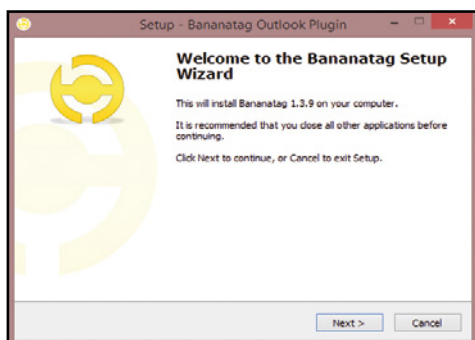 Setup - Bananatag Outlook Plugin
Welcome to the Bananatag Setup
Wizard
This will install Bananatag 1.3.9 on your computer.
It is recommended that you close all other applications before
continuing.
Click Next to continue, or Cancel to exit Setup.
Next >
Cancel